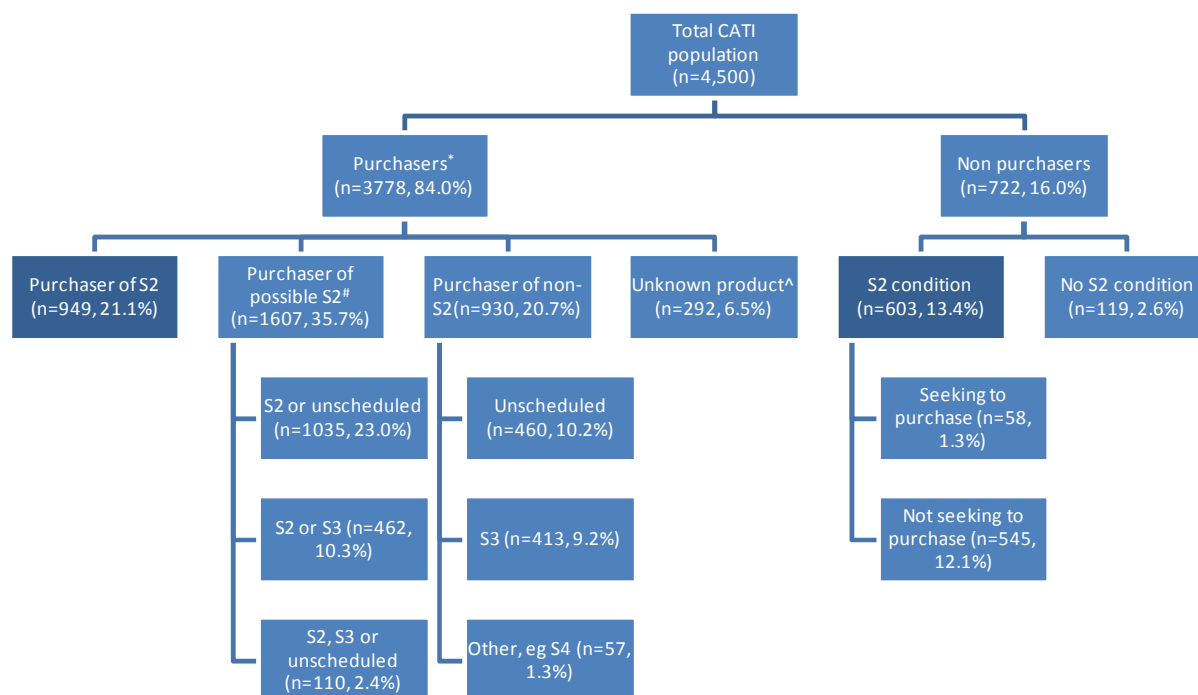 Total CATI
population
(n=4,500)
Purchasers*
(n=3778, 84.0%)
Non purchasers
(n=722, 16.0%)
Purchaser of S2
(n=949, 21.1%)
Purchaser of
possible S2#
(n=1607, 35.7%)
Purchaser of non-
S2(n=930, 20.7%)
Unknown product^
(n=292, 6.5%)
S2 condition
(n=603, 13.4%)
No S2 condition
(n=119, 2.6%)
S2 or unscheduled
(n=1035, 23.0%)
Unscheduled
(n=460, 10.2%)
Seeking to
purchase (n=58,
1.3%)
S2 or S3 (n=462,
10.3%)
S3 (n=413, 9.2%)
Not seeking to
purchase (n=545,
12.1%)
S2, S3 or
unscheduled
(n=110, 2.4%)
Other, eg S4 (n=57,
1.3%)